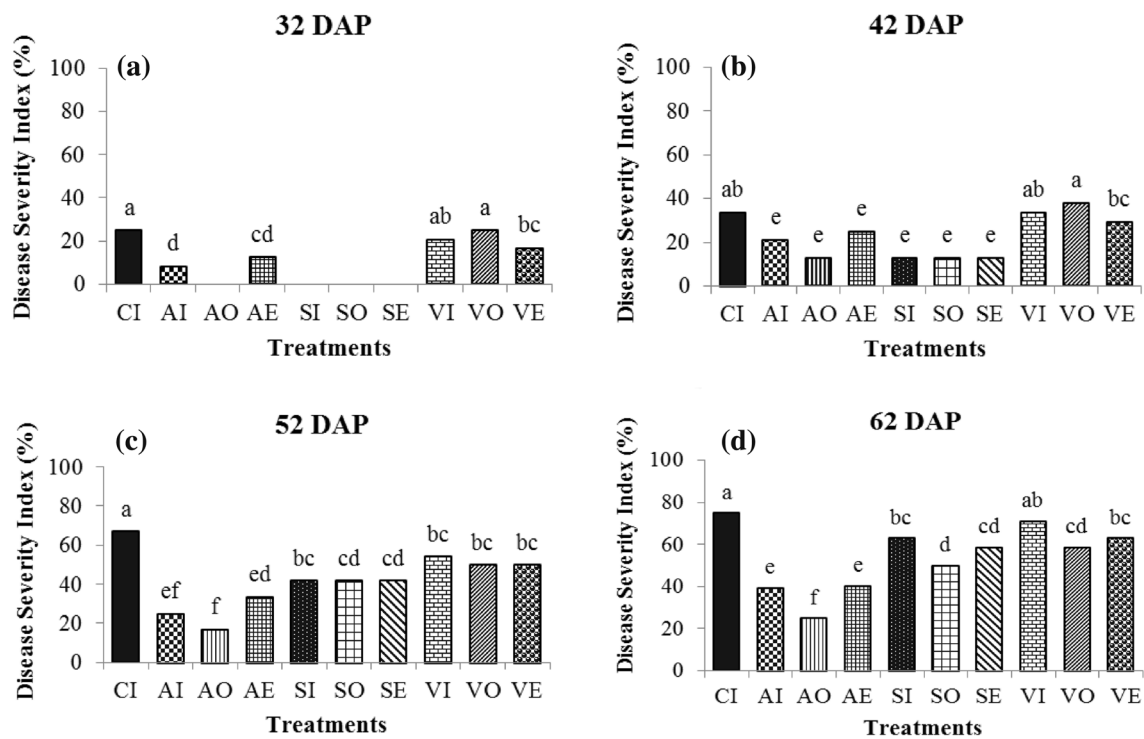 32 DAP
(a)
Disease Severity Index (%)
100
80
60
40
20
0
a d cd ab a bc
CI AI AO AE SI SO SE VI VO VE
Treatments
42 DAP
(b)
Disease Severity Index (%)
100
80
60
40
20
0
ab e e e e e e ab a bc
CI AI AO AE SI SO SE VI VO VE
Treatments
52 DAP
(c)
Disease Severity Index (%)
100
80
60
40
20
0
a ef f ed bc cd cd bc bc bc
CI AI AO AE SI SO SE VI VO VE
Treatments
62 DAP
(d)
Disease Severity Index (%)
100
80
60
40
20
0
a e f e bc d cd ab cd bc
CI AI AO AE SI SO SE VI VO VE
Treatments